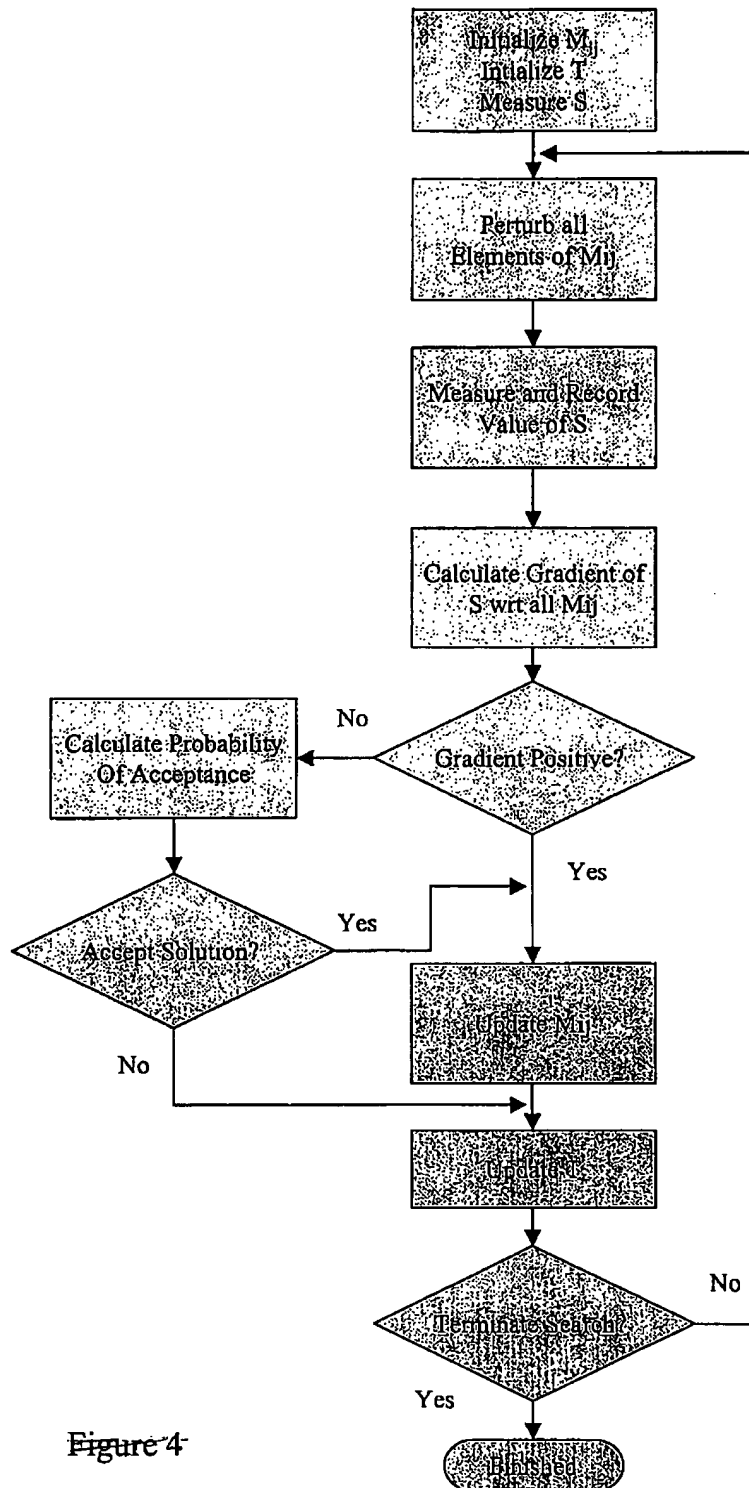 Initialize Mij
Intialize T
Measure S
Perturb all
Elements of Mij
Measure and Record
Value of S
Calculate Gradient of
S wrt all Mij
No
Calculate Probability
Of Acceptance
Gradient Positive?
Yes
Yes
Accept Solution?
Update Mij
No
Update
No
Terminate Search?
Yes
Figure 4
Finished